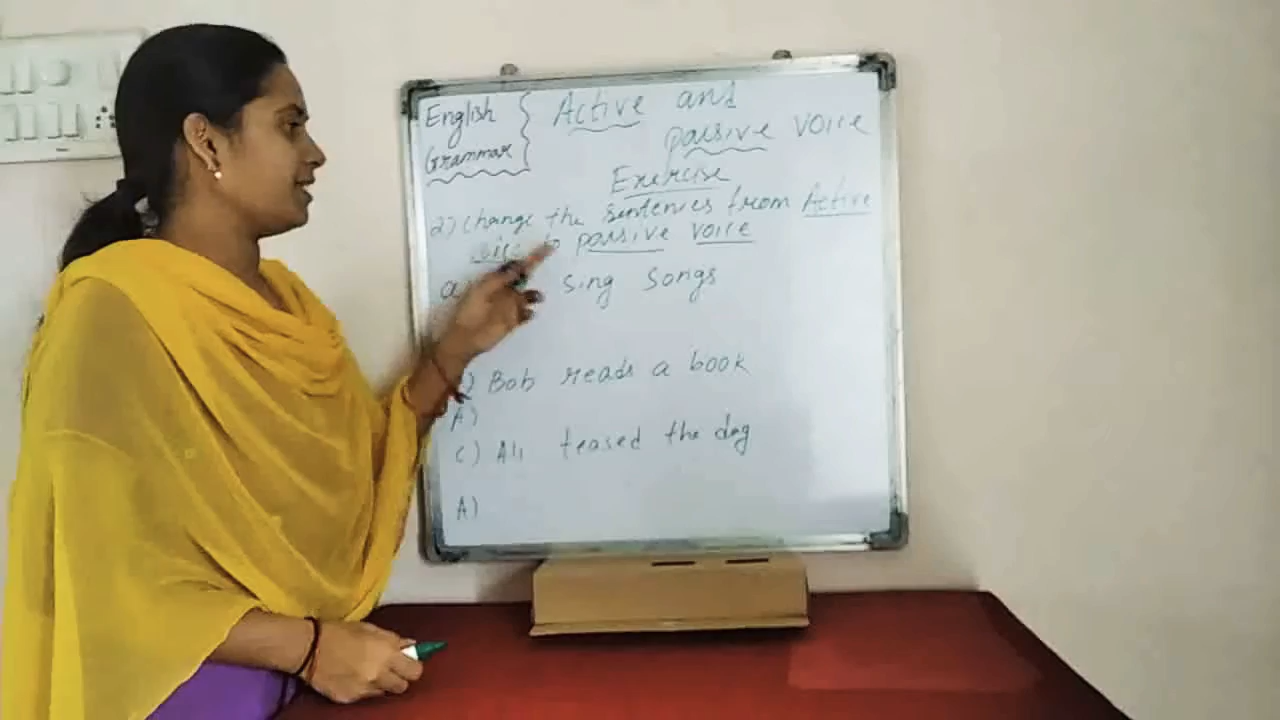 English
Grammar
Active and
passive voice
Exercise
2) change the sentences from Active
voice to passive voice
a sing songs
) Bob reads a book
A)
c) Ali teased the dog
A)